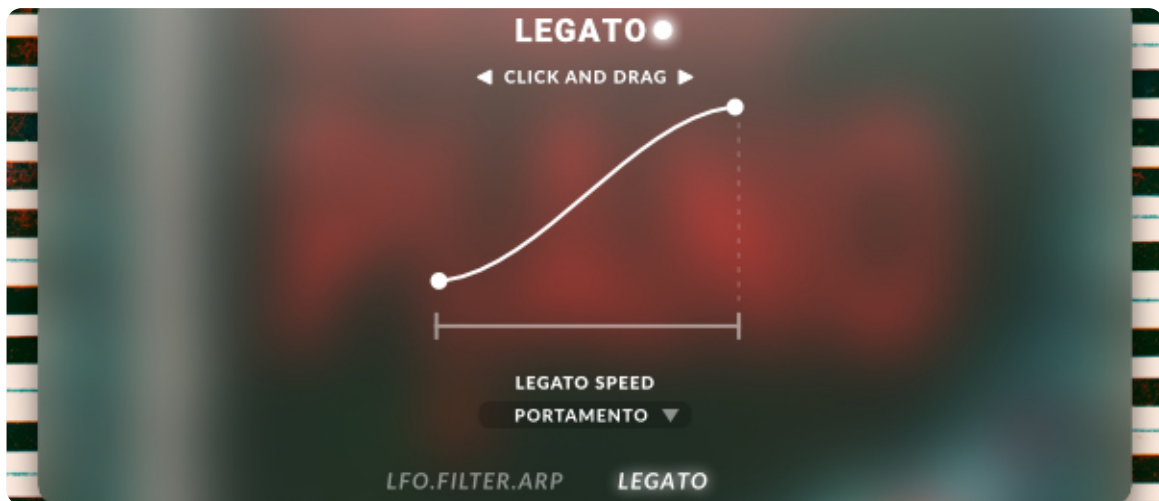 LEGATO
CLICK AND DRAG
LEGATO SPEED
PORTAMENTO
LFO.FILTER.ARP LEGATO